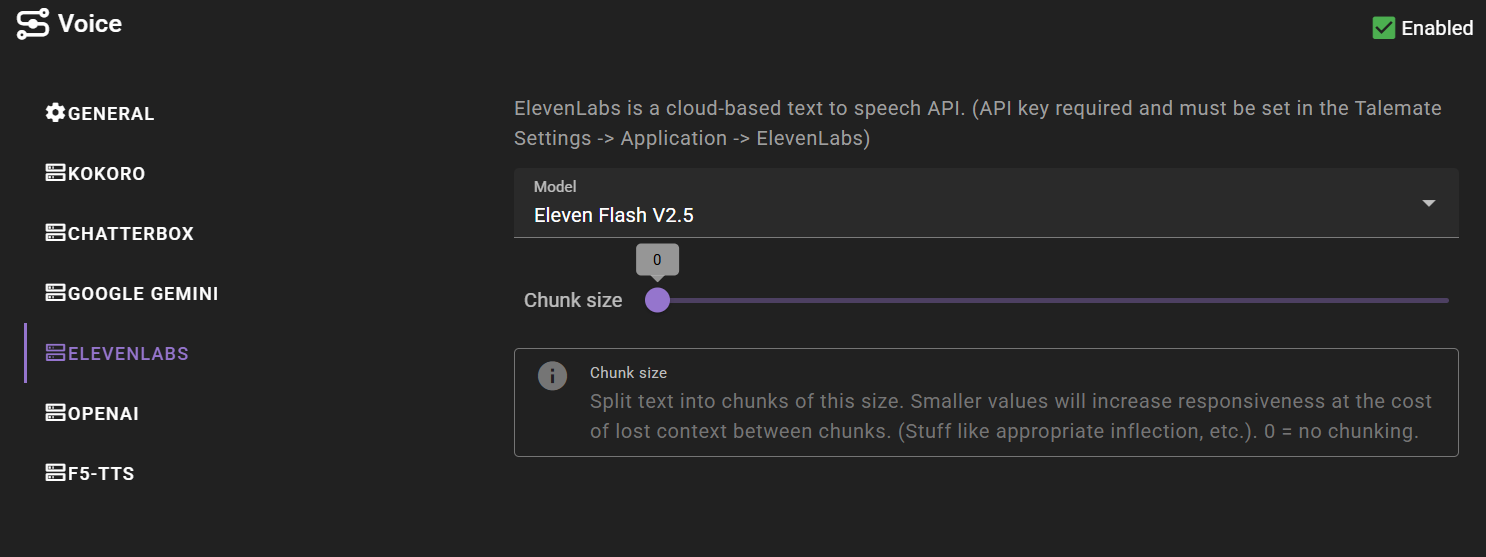 Voice
Enabled
GENERAL
KOKORO
CHATTERBOX
GOOGLE GEMINI
ELEVENLABS
OPENAI
F5-TTS
ElevenLabs is a cloud-based text to speech API. (API key required and must be set in the Talemate
Settings -> Application -> ElevenLabs)
Model
Eleven Flash V2.5
0
Chunk size
Chunk size
Split text into chunks of this size. Smaller values will increase responsiveness at the cost
of lost context between chunks. (Stuff like appropriate inflection, etc.). 0 = no chunking.